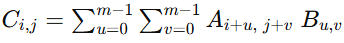 C_{i,j} = \sum_{u=0}^{m-1} \sum_{v=0}^{m-1} A_{i+u, j+v} B_{u,v}